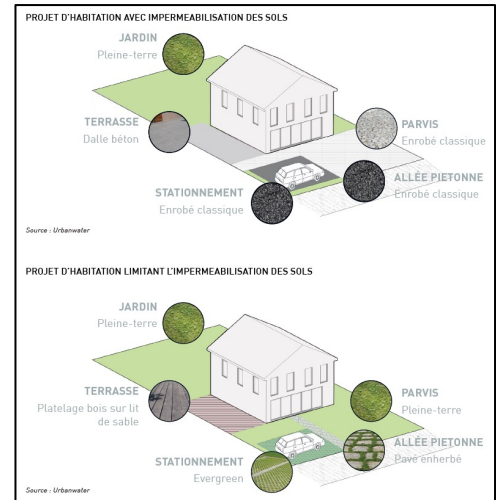 PROJET D'HABITATION AVEC IMPERMEABILISATION DES SOLS
JARDIN
Pleine-terre
TERRASSE
Dalle béton
PARVIS
Enrobé classique
ALLÉE PIETONNE
Enrobé classique
STATIONNEMENT
Enrobé classique
Source : Urbanwater
PROJET D'HABITATION LIMITANT L'IMPERMEABILISATION DES SOLS
JARDIN
Pleine-terre
TERRASSE
Platelage bois sur lit
de sable
PARVIS
Pleine-terre
ALLÉE PIETONNE
Pavé enherbé
STATIONNEMENT
Evergreen
Source : Urbanwater